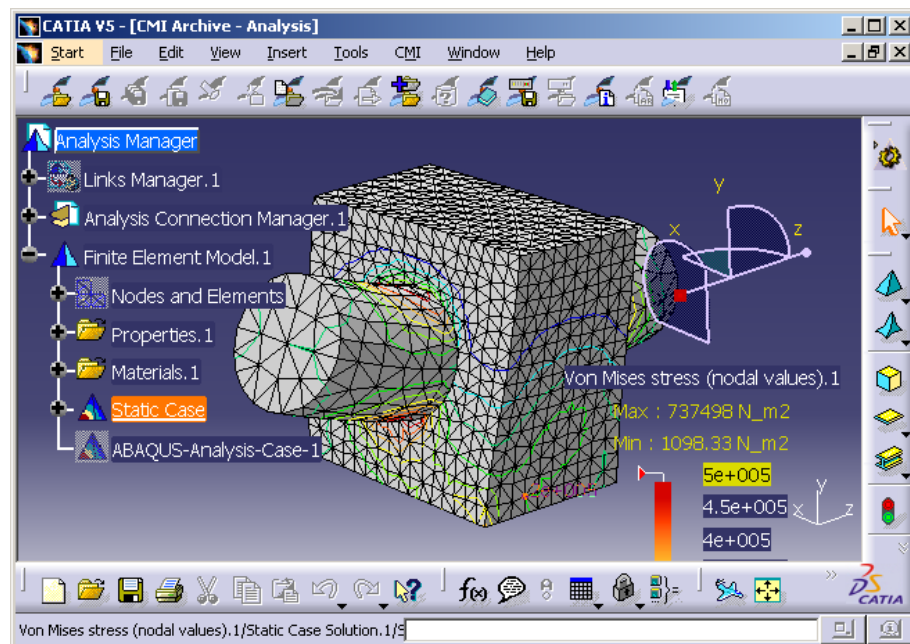 CATIA V5 - [CMI Archive - Analysis]
Start File Edit View Insert Tools CMI Window Help
Analysis Manager
Links Manager.1
Analysis Connection Manager.1
Finite Element Model.1
Nodes and Elements
Properties.1
Materials.1
Static Case
ABAQUS-Analysis-Case-1
y
x
z
Von Mises stress (nodal values).1
Max : 737498 N_m2
Min : 1098.33 N_m2
5e+005
4.5e+005
4e+005
y
x
z
f(x)
CATIA
Von Mises stress (nodal values).1/Static Case Solution.1/S